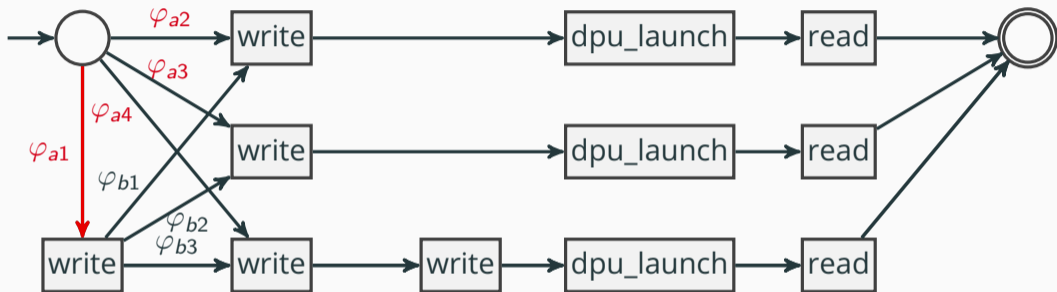 φa2
write dpu_launch read
φa3
φa4
φa1
write dpu_launch read
φb1
φb2
φb3
write write write dpu_launch read